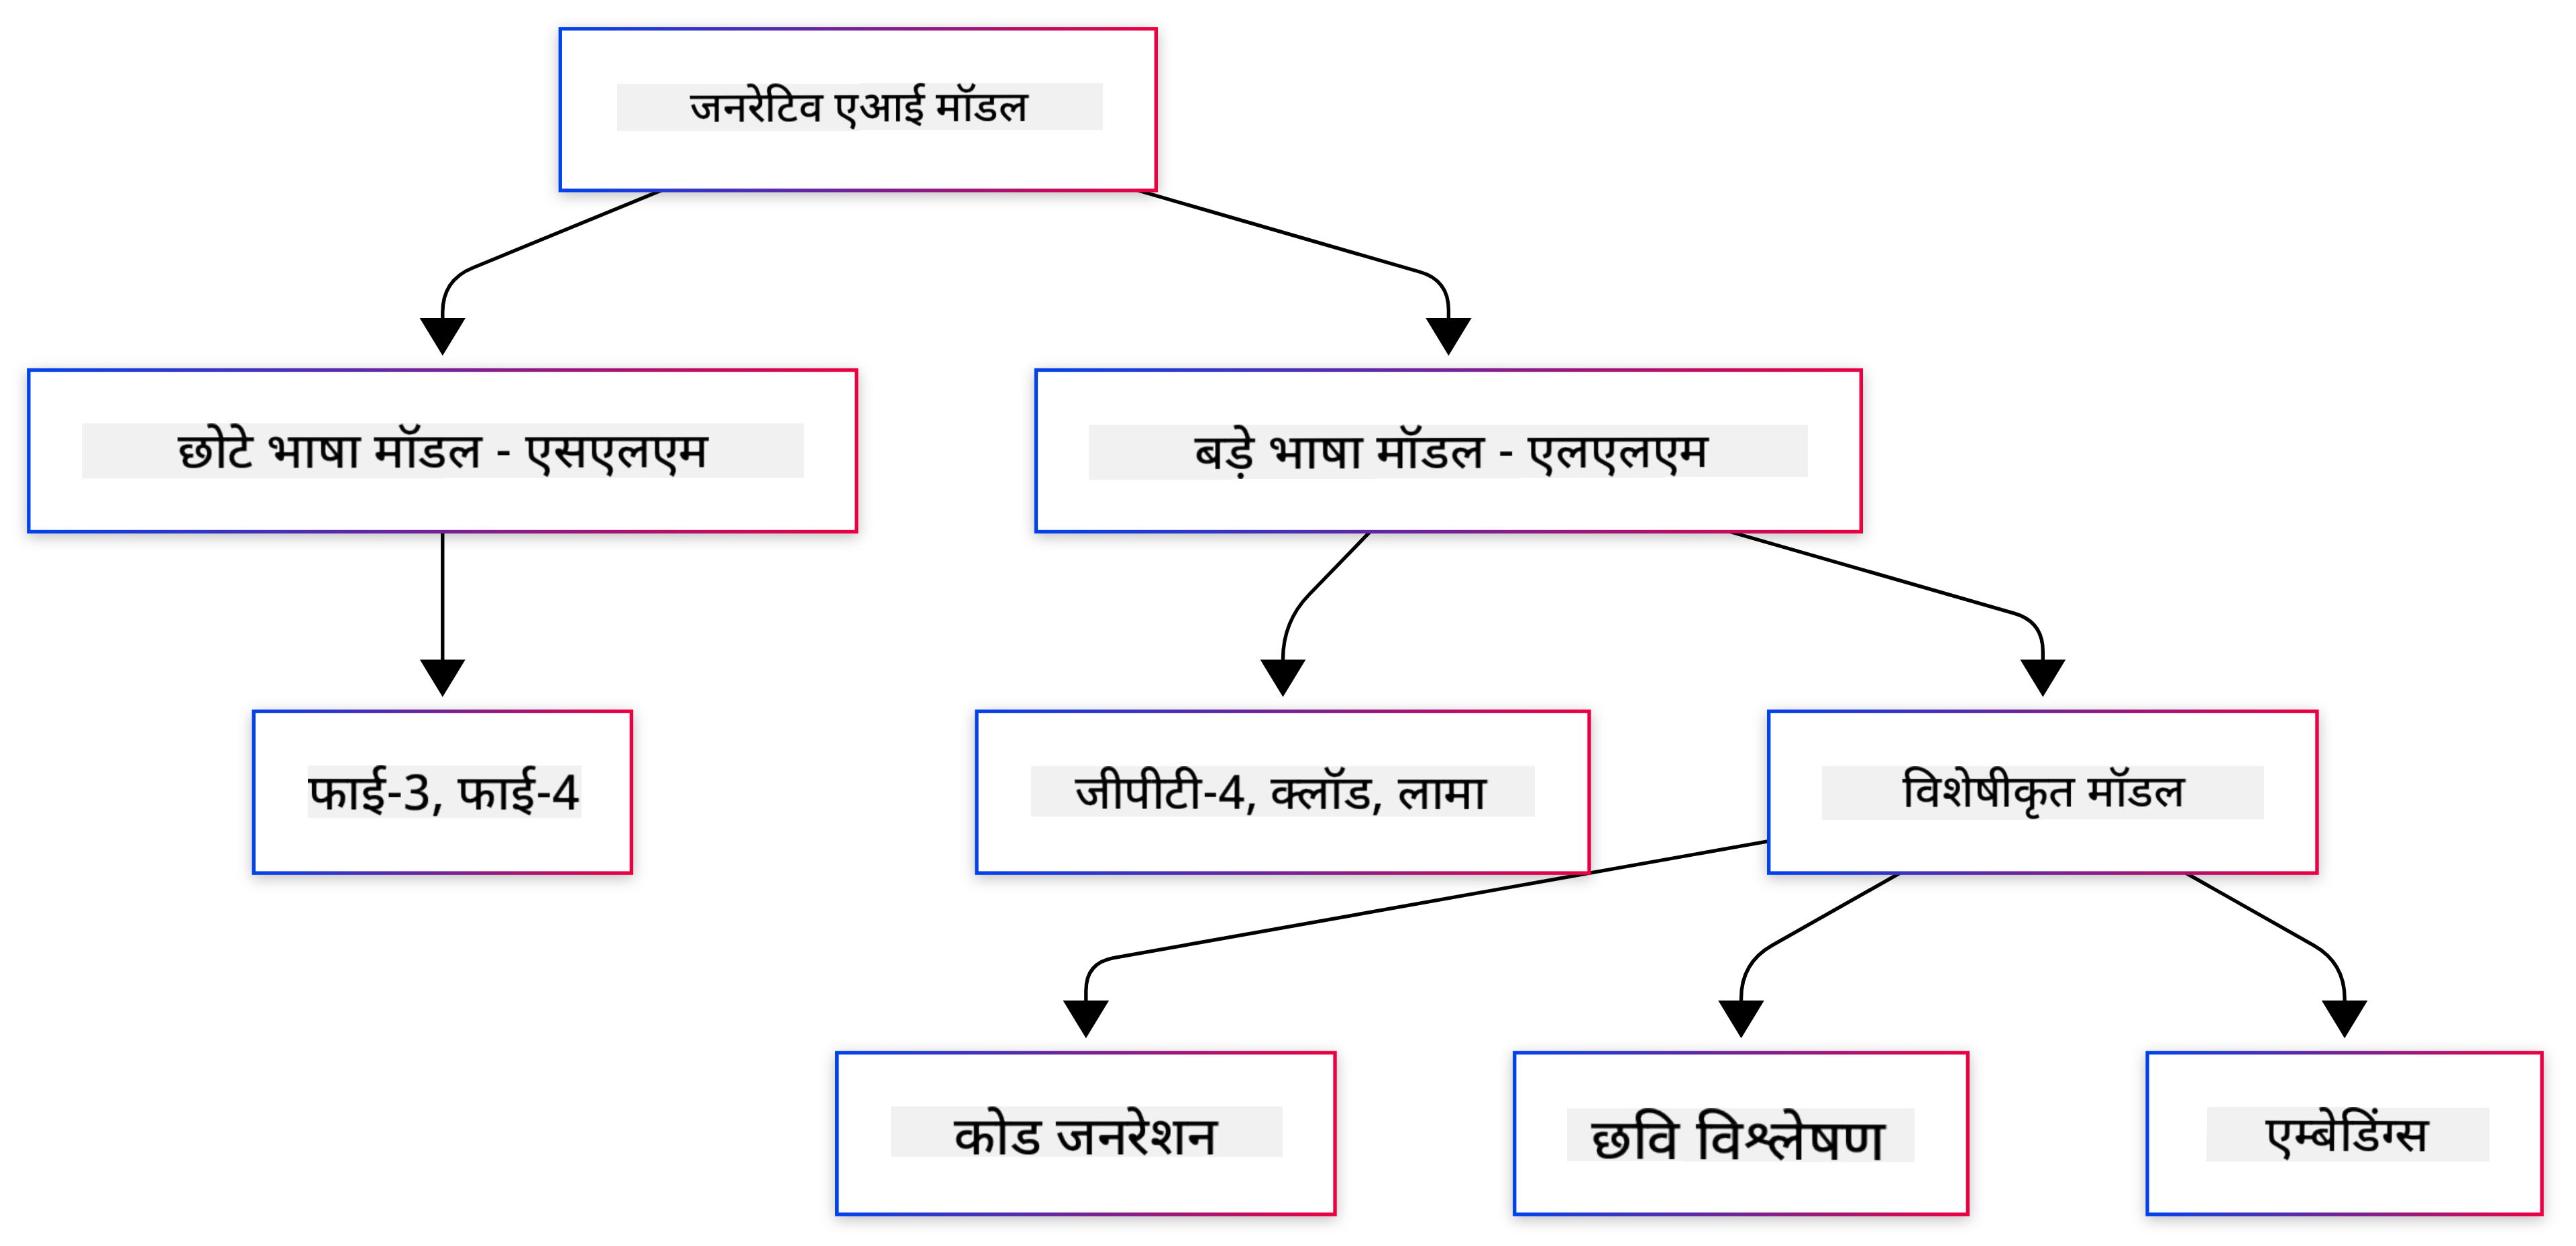 जनरेटिव एआई मॉडल
छोटे भाषा मॉडल - एसएलएम
बड़े भाषा मॉडल - एलएलएम
फाई-3, फाई-4
जीपीटी-4, क्लॉड, लामा
विशेषीकृत मॉडल
कोड जनरेशन
छवि विश्लेषण
एम्बेडिंग्स